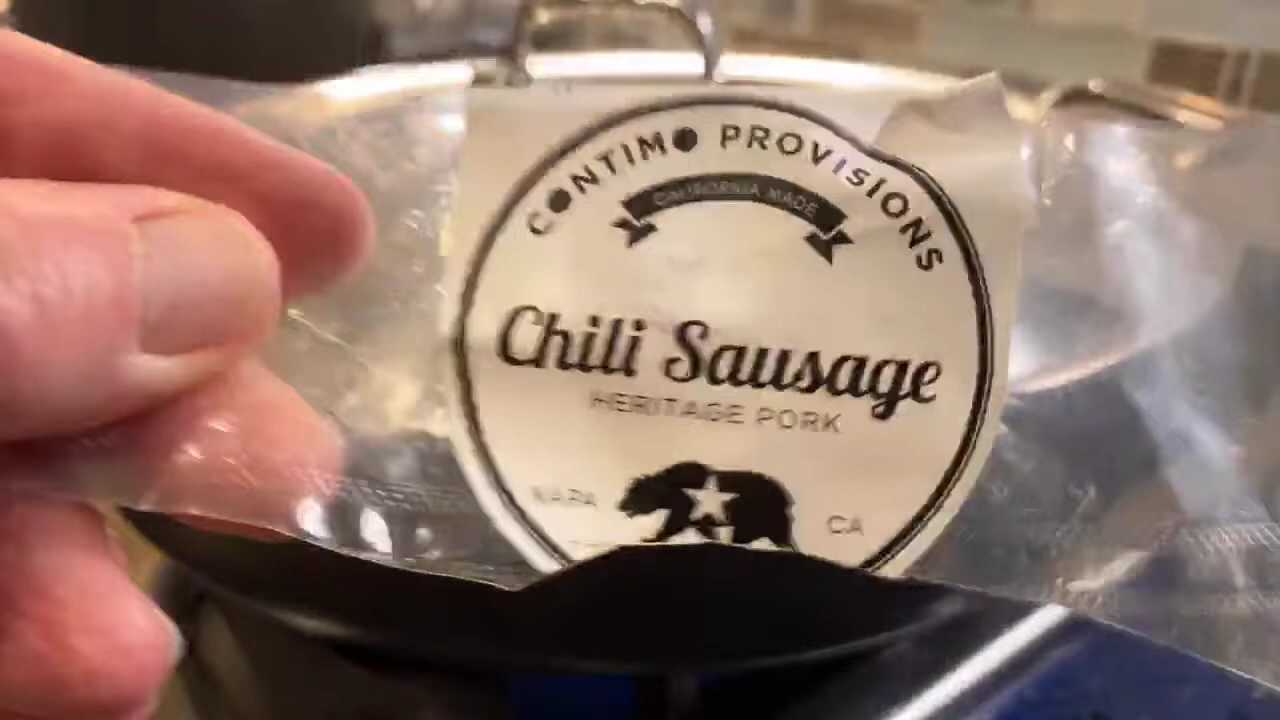 CONTIMO PROVISIONS
CALIFORNIA MADE
Chili Sausage
HERITAGE PORK
NAPA CA